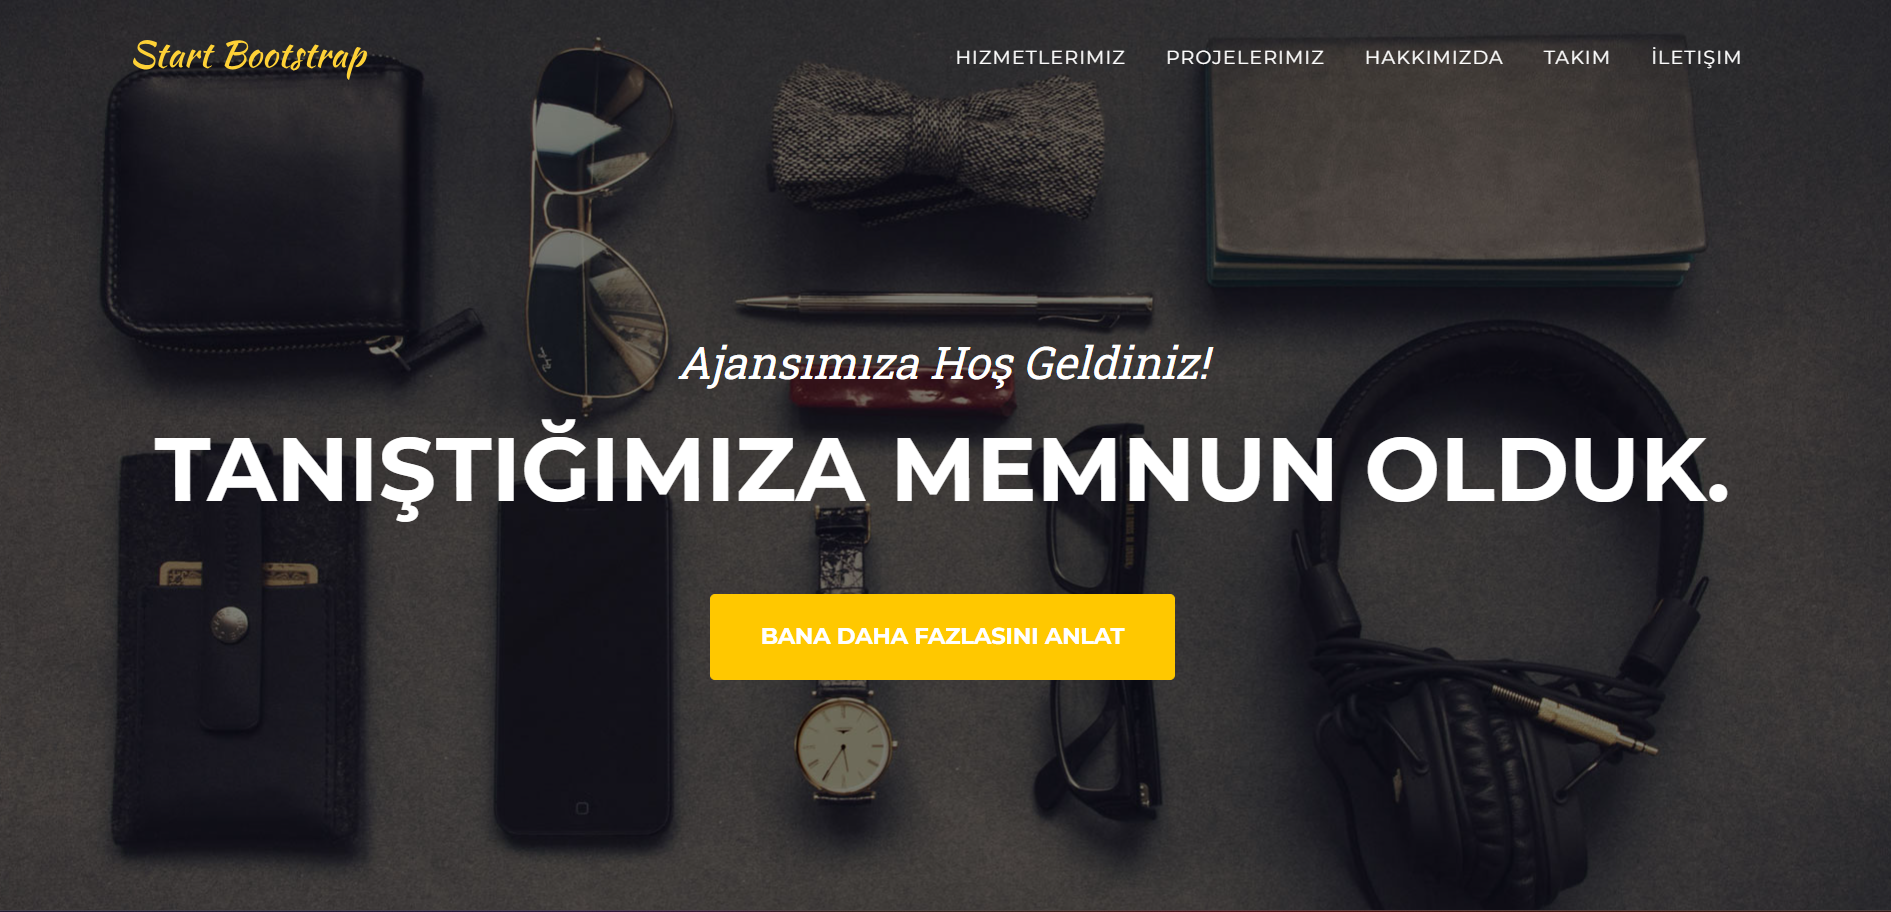 Start Bootstrap
HIZMETLERIMIZ PROJELERIMIZ HAKKIMIZDA TAKIM İLETIŞIM
Ajansımıza Hoş Geldiniz!
TANIŞTIĞIMIZA MEMNUN OLDUK.
BANA DAHA FAZLASINI ANLAT